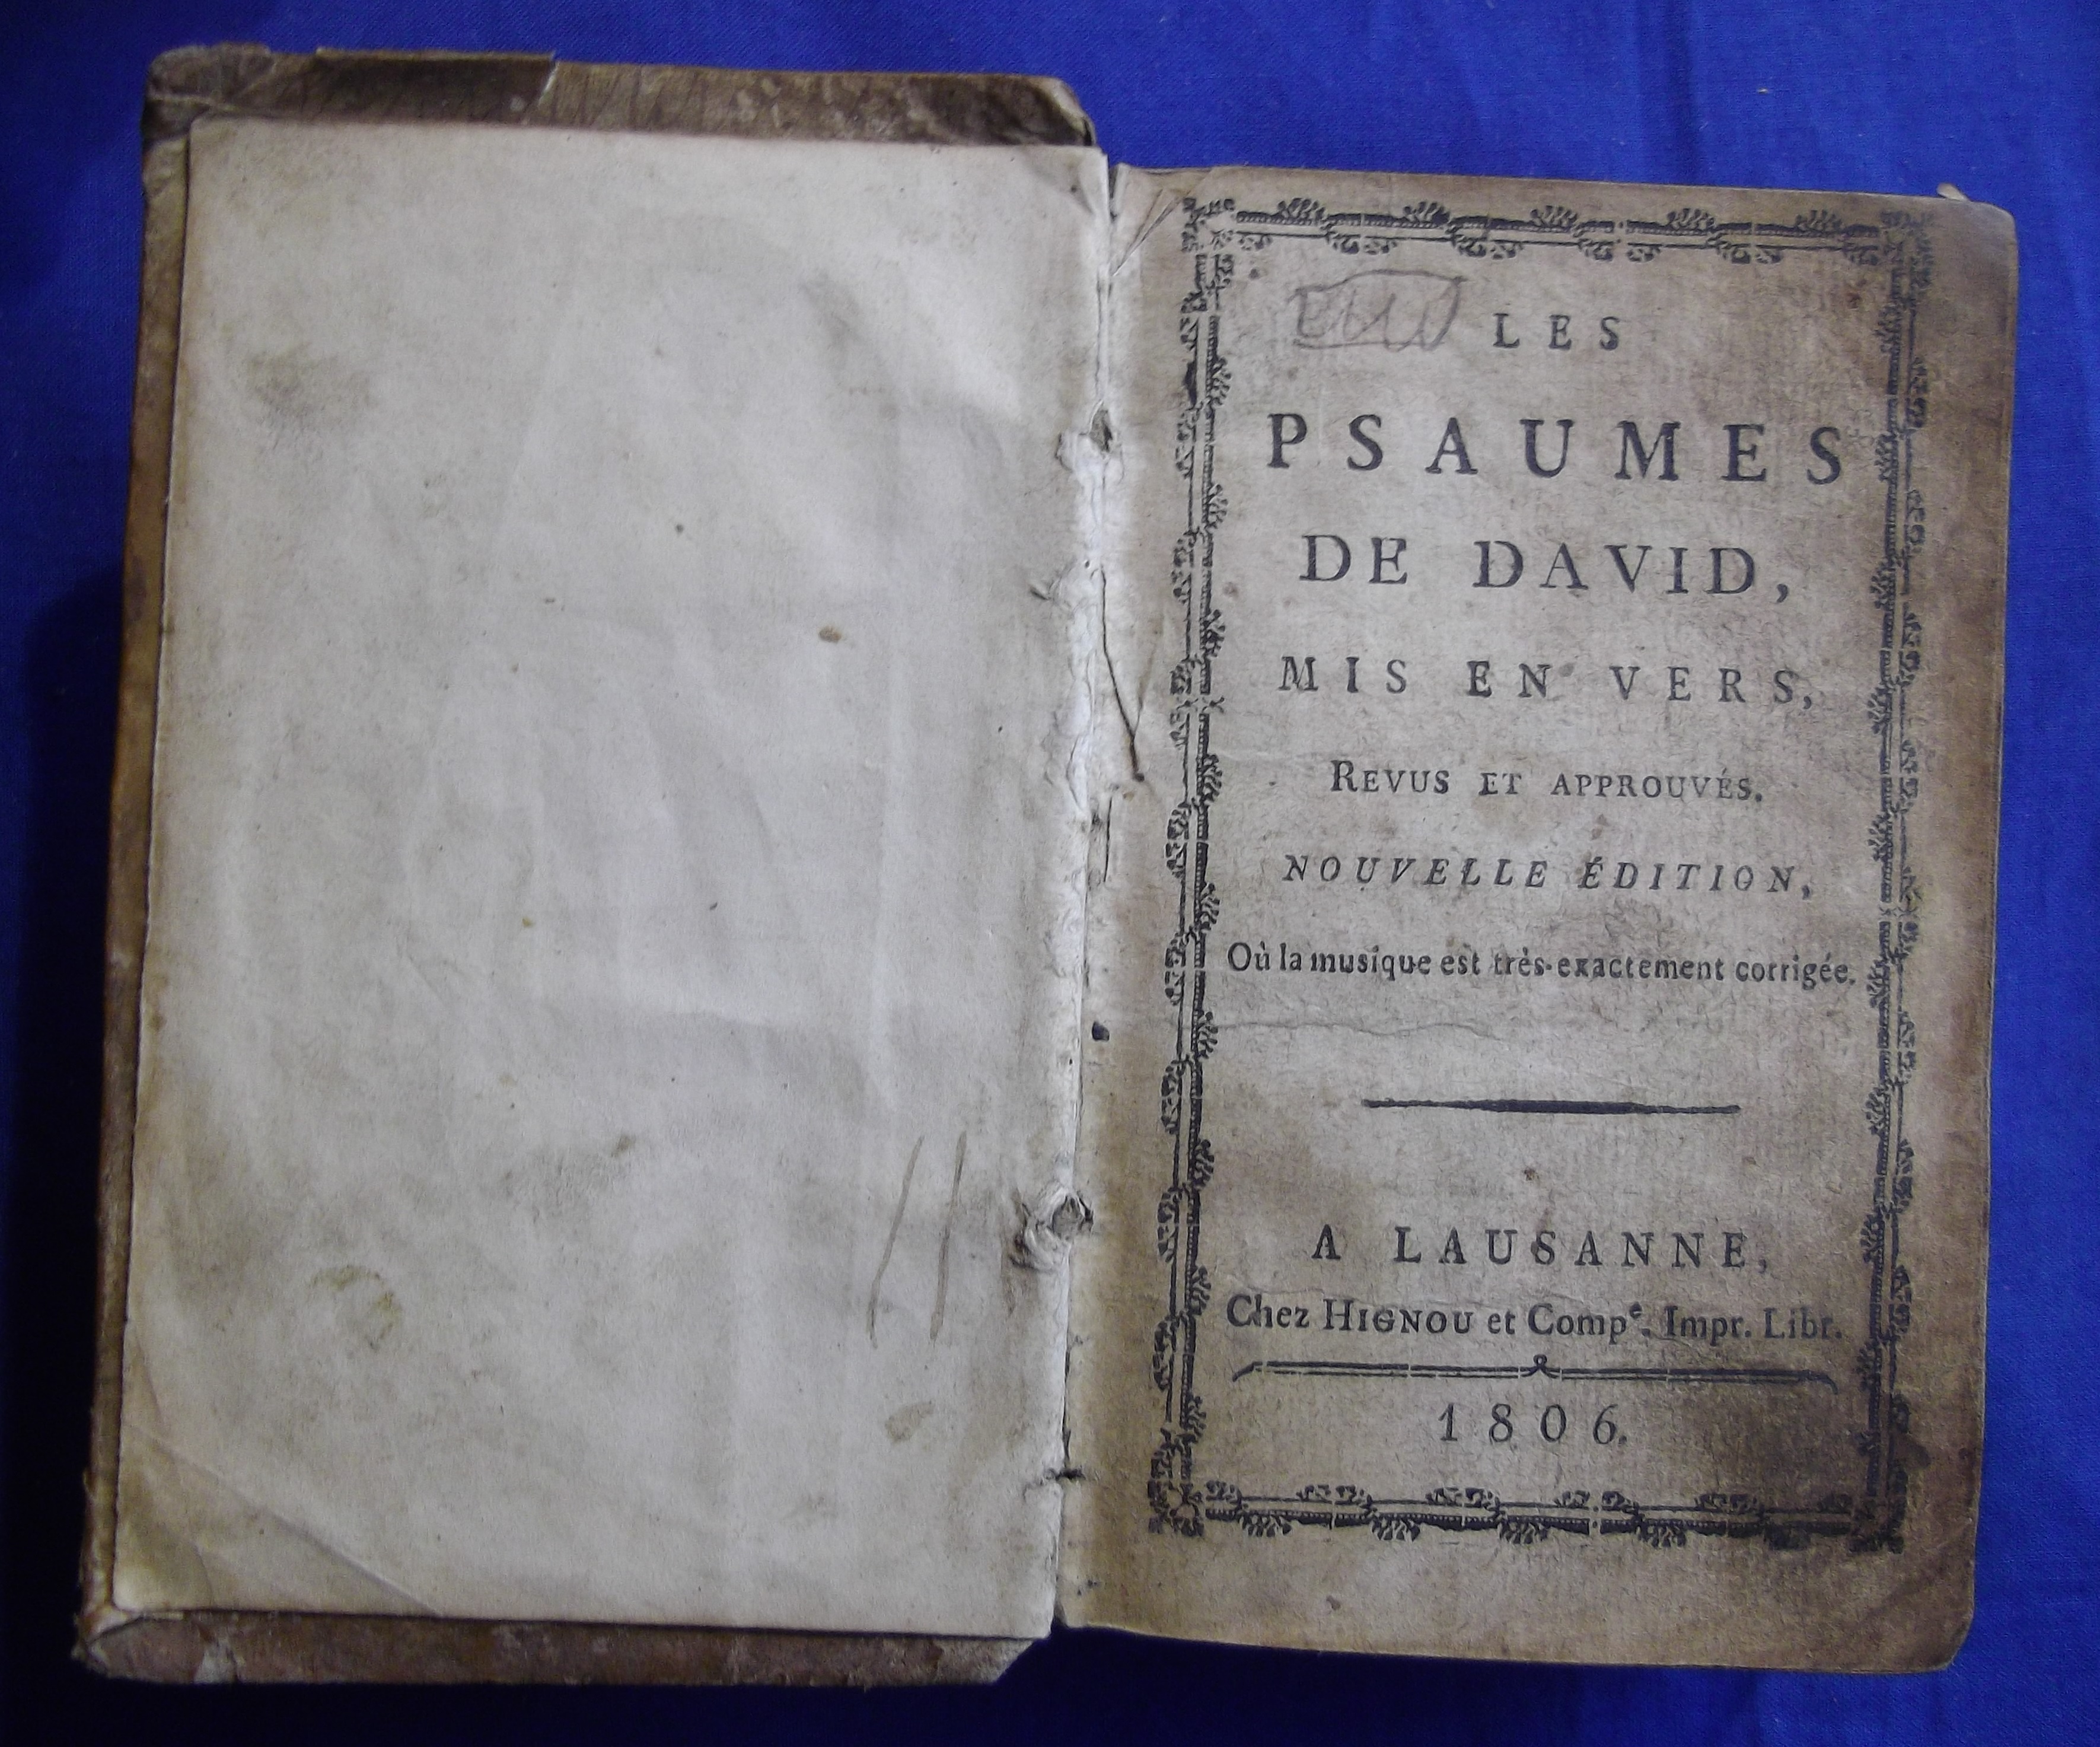 LES
PSAUMES
DE DAVID,
MIS EN VERS,
REVUS ET APPROUVÉS.
NOUVELLE ÉDITION,
Où la musique est très-exactement corrigée.
A LAUSANNE,
Chez HIGNOU et Compe. Impr. Libr.
1806.